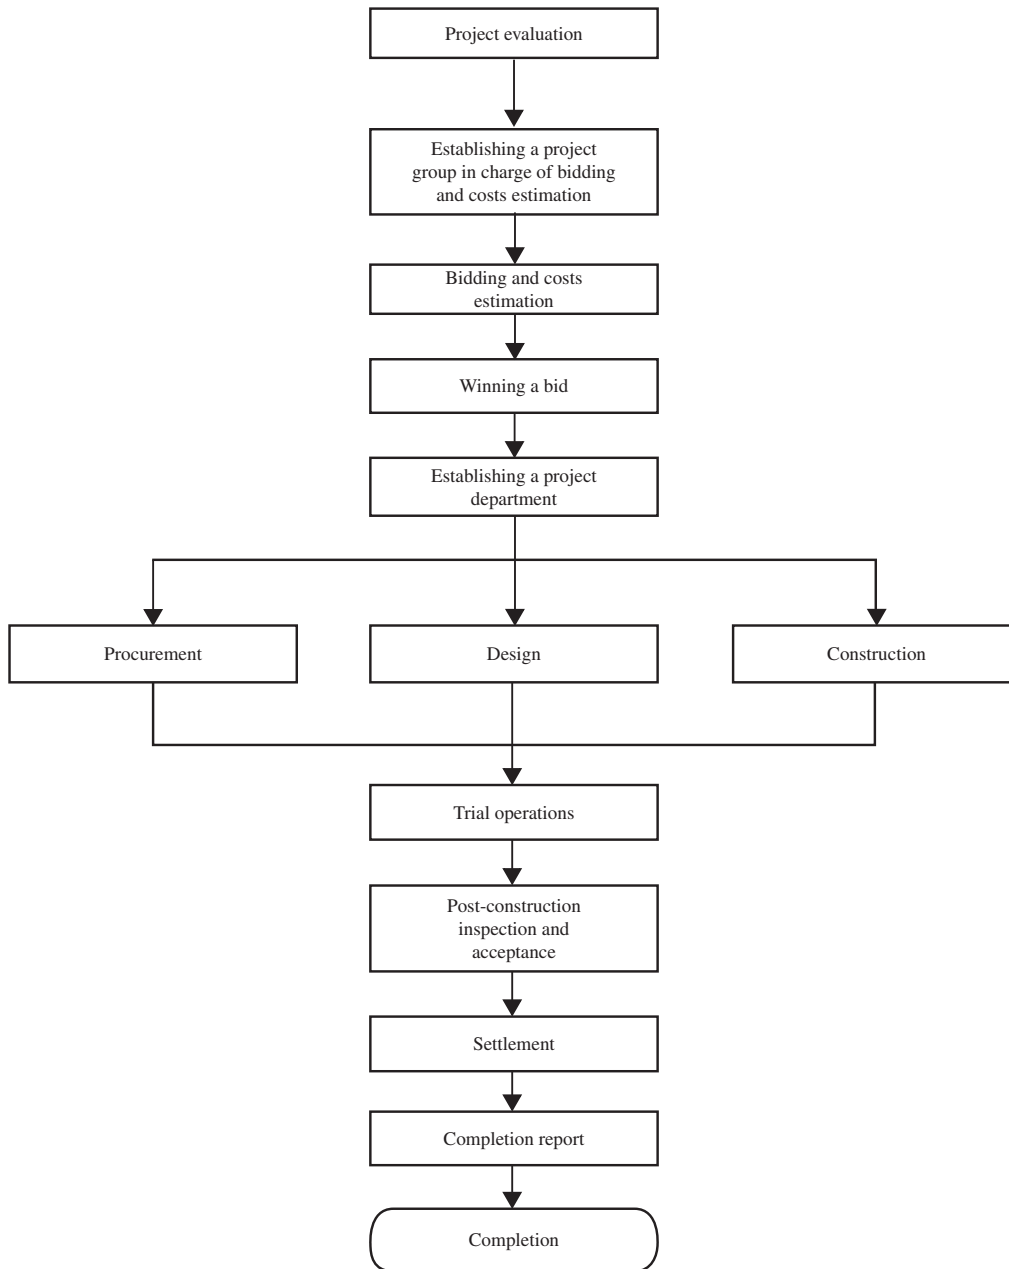 Project evaluation
Establishing a project
group in charge of bidding
and costs estimation
Bidding and costs
estimation
Winning a bid
Establishing a project
department
Procurement
Design
Construction
Trial operations
Post-construction
inspection and
acceptance
Settlement
Completion report
Completion